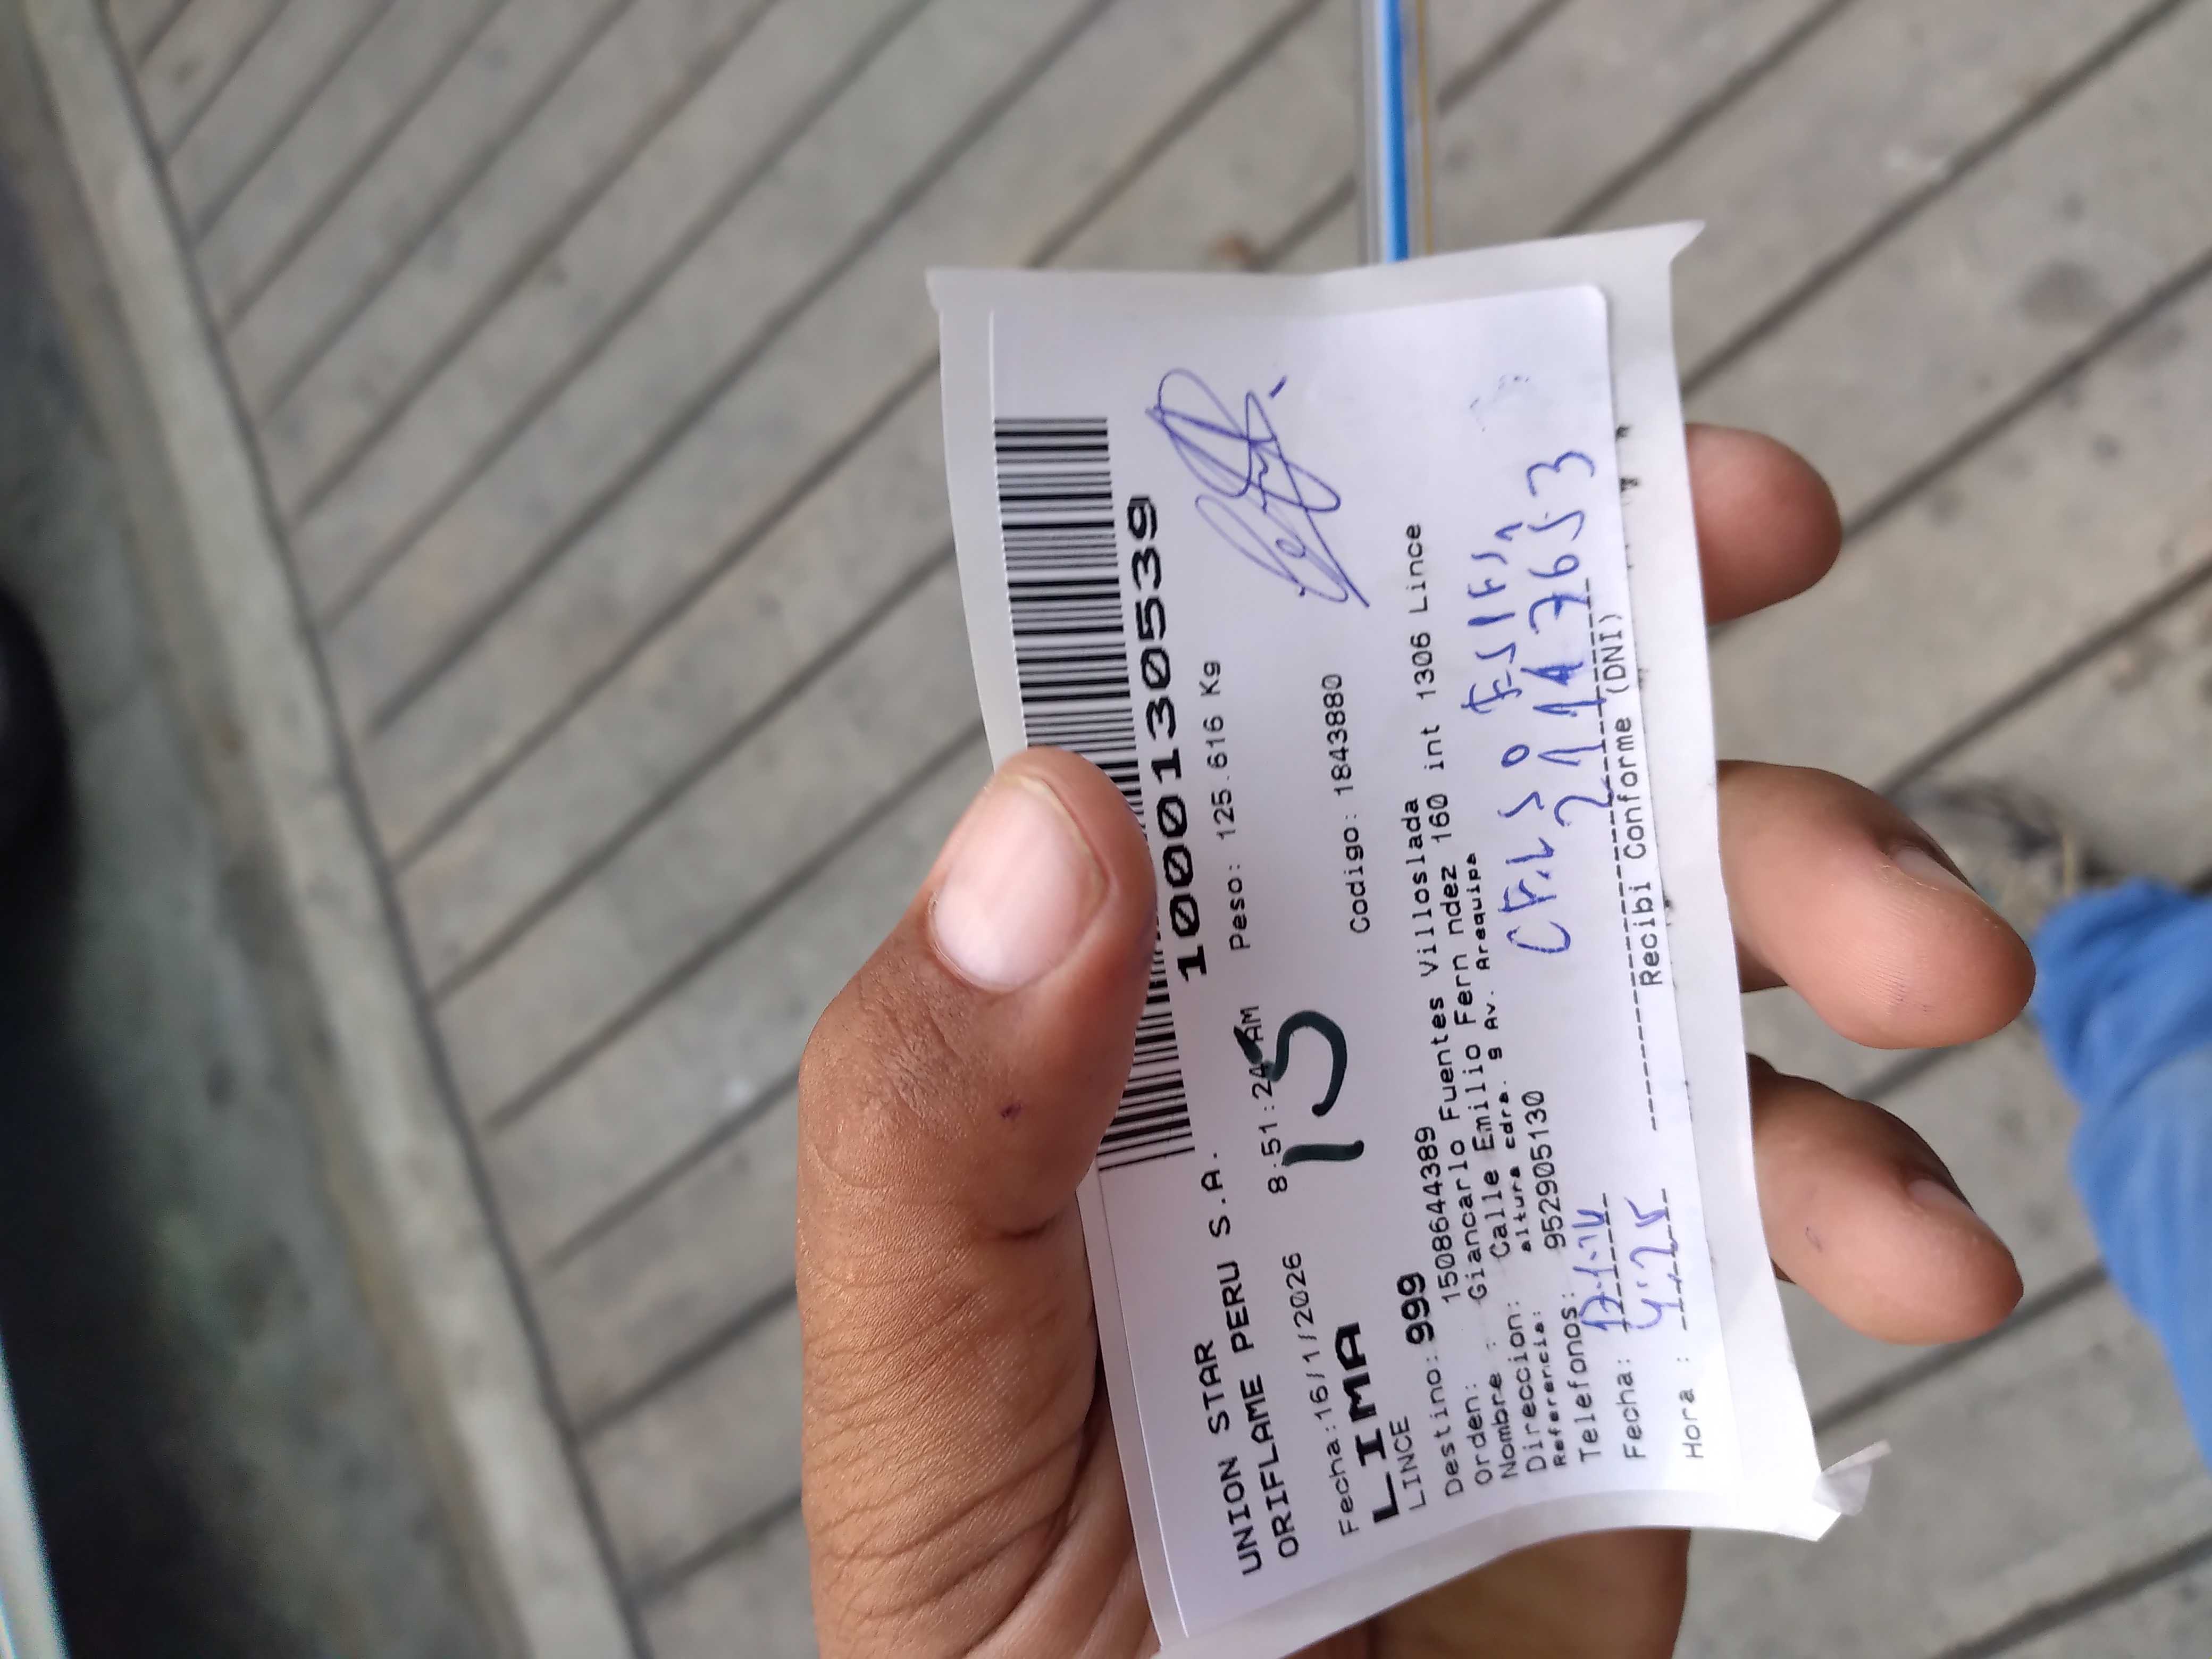 1000130539
UNION STAR
ORIFLAME PERU S.A.
Fecha:16/1/2026 8:51:24 AM Peso: 125.616 Kg
LIMA 15
LINCE Codigo: 1843880
Destino: 999
Orden: 1508644389
Nombre : Giancarlo Fuentes Villoslada
Direccion: Calle Emilio Fern ndez 160 int 1306 Lince
Referencia: altura cdra. 9 Av. Arequipa
Telefonos: 952905130
Fecha:
Hora : 4:25
Recibi Conforme (DNI)